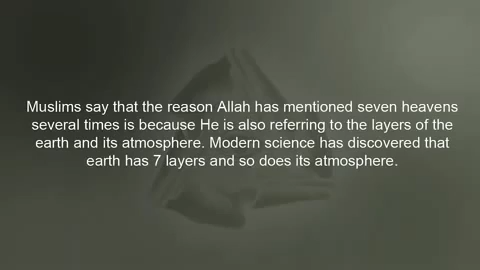 Muslims say that the reason Allah has mentioned seven heavens
several times is because He is also referring to the layers of the
earth and its atmosphere. Modern science has discovered that
earth has 7 layers and so does its atmosphere.